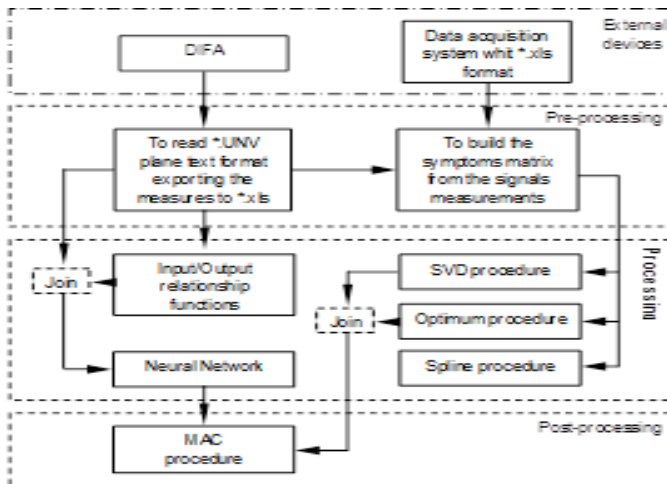 External
devices
DIFA
Data acquisition
system whit *.xls
format
Pre-processing
To read *.UNV
plane text format
exporting the
measures to *.xls
To build the
symptoms matrix
from the signals
measurements
Processing
Join
Input/Output
relationship
functions
SVD procedure
Join
Optimum procedure
Neural Network
Spline procedure
MAC
procedure
Post-processing